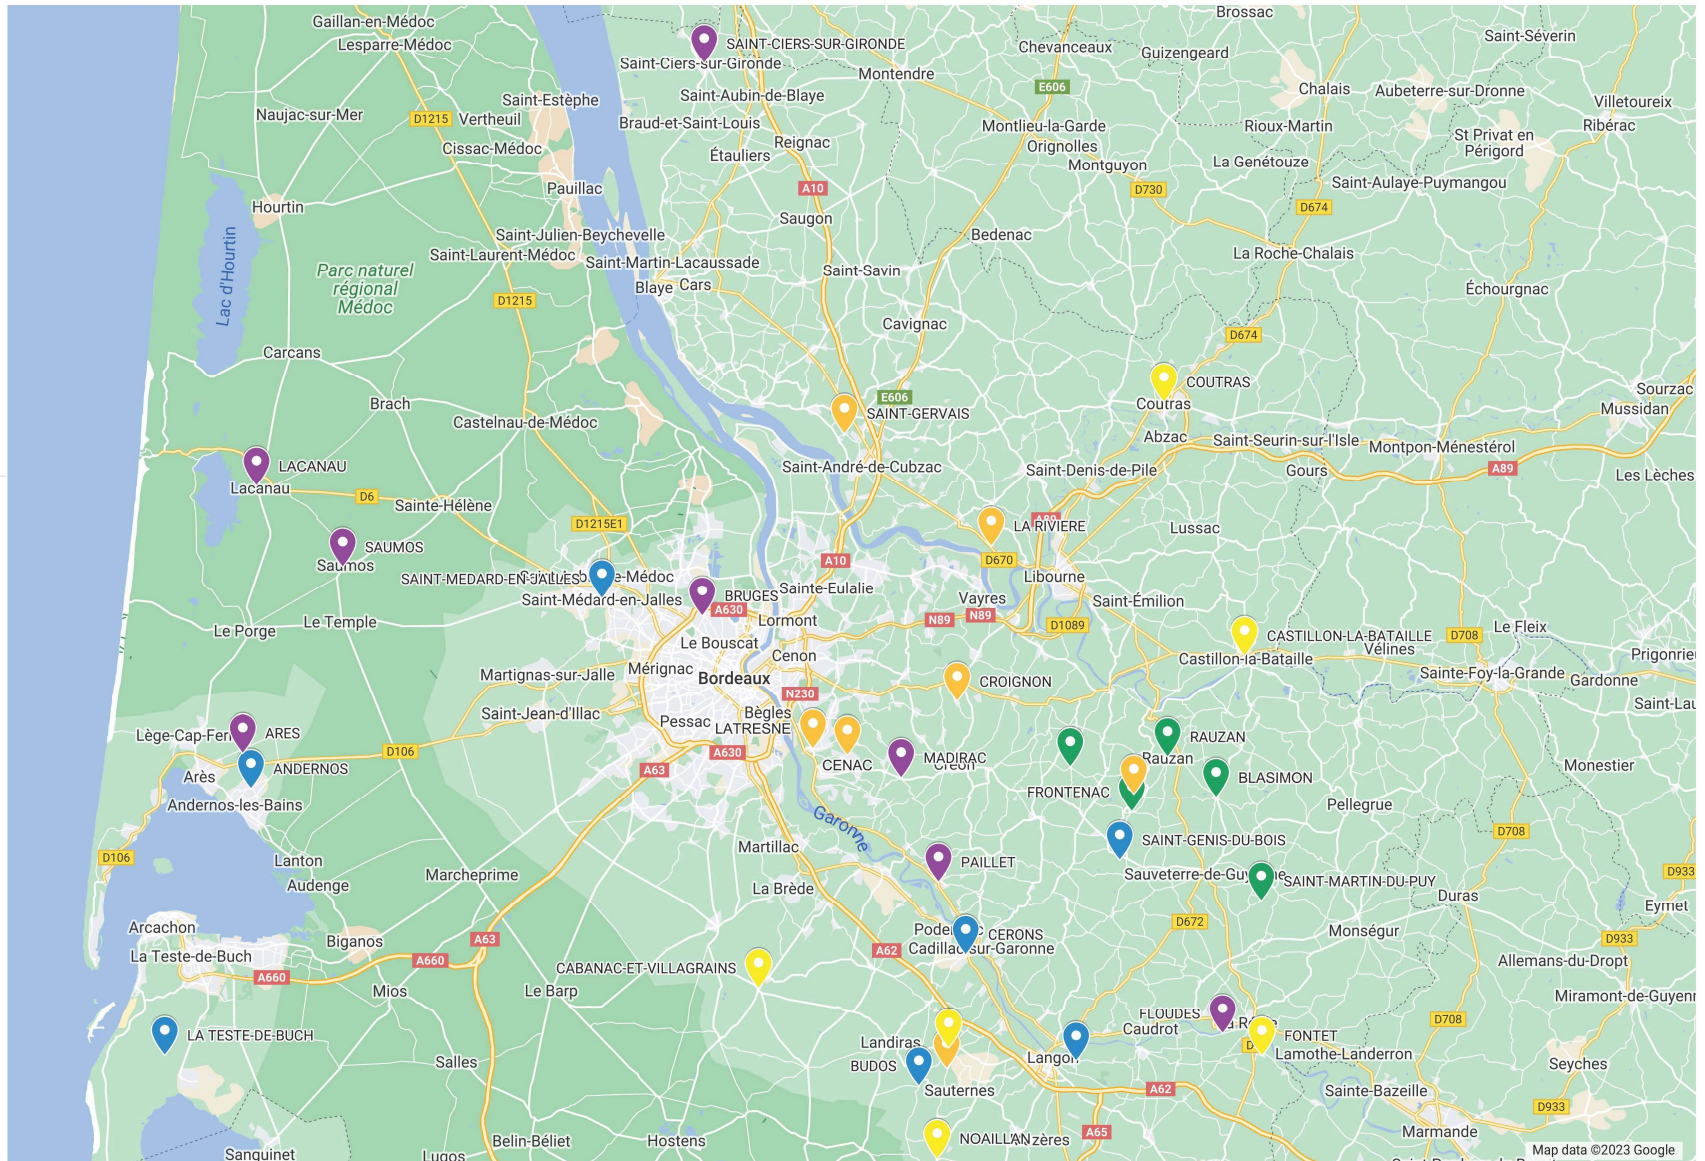 Gaillan-en-Médoc
Lesparre-Médoc
SAINT-CIERS-SUR-GIRONDE
Saint-Ciers-sur-Gironde
Brossac
Chevanceaux
Guizengeard
Saint-Séverin
Montendre
Saint-Aubin-de-Blaye
E606
Chalais
Aubeterre-sur-Dronne
Villetoureix
Ribérac
Saint-Estèphe
Naujac-sur-Mer
D1215
Vertheuil
Braud-et-Saint-Louis
Montlieu-la-Garde
Orignolles
Rioux-Martin
St Privat en
Périgord
Cissac-Médoc
Reignac
Étauliers
Montguyon
La Genétouze
Pauillac
A10
D730
Saint-Aulaye-Puymangou
Hourtin
Saugon
D674
Lac d'Hourtin
Saint-Julien-Beychevelle
Bedenac
Saint-Laurent-Médoc
Saint-Martin-Lacaussade
La Roche-Chalais
Parc naturel
régional
Médoc
Saint-Savin
Blaye
Cars
Échourgnac
D1215
Cavignac
D674
Carcans
COUTRAS
Coutras
Sourzac
Mussidan
Brach
E606
SAINT-GERVAIS
Castelnau-de-Médoc
Abzac
Saint-Seurin-sur-l'Isle
Montpon-Ménestérol
LACANAU
Lacanau
Saint-André-de-Cubzac
Saint-Denis-de-Pile
Gours
A89
Les Lèches
D6
Sainte-Hélène
D1215E1
LA RIVIERE
Lussac
SAUMOS
Saumos
A10
D670
SAINT-MEDARD-EN-JALLES
Saint-Médard-en-Jalles
BRUGES
Sainte-Eulalie
Libourne
A630
Vayres
Saint-Émilion
Le Temple
Lormont
N89
N89
D1089
Le Porge
CASTILLON-LA-BATAILLE
Castillon-la-Bataille
Vélines
D708
Le Fleix
Le Bouscat
Cenon
Mérignac
Martignas-sur-Jalle
Bordeaux
Sainte-Foy-la-Grande
Gardonne
N230
CROIGNON
Saint-Jean-d'Illac
Pessac
Bègles
LATRESNE
ARES
RAUZAN
Rauzan
D106
A630
CENAC
MADIRAC
Monestier
ANDERNOS
Arès
A63
BLASIMON
Andernos-les-Bains
FRONTENAC
Pellegrue
Garonne
D708
SAINT-GENIS-DU-BOIS
Martillac
D106
Lanton
PAILLET
Marcheprime
Audenge
La Brède
SAINT-MARTIN-DU-PUY
D933
Duras
Eymet
Arcachon
D672
CERONS
Cadillac-sur-Garonne
Monségur
D933
A63
Biganos
A62
La Teste-de-Buch
A660
A660
CABANAC-ET-VILLAGRAINS
Allemans-du-Dropt
Mios
Le Barp
FLOUDES
Caudrot
D708
LA TESTE-DE-BUCH
Landiras
FONTET
Lamothe-Landerron
Salles
BUDOS
Langon
Seyches
Sauternes
A62
Sainte-Bazeille
D933
Belin-Béliet
Hostens
NOAILLAN
A65
Marmande
Sanguinet
Lugos
Map data ©2023 Google